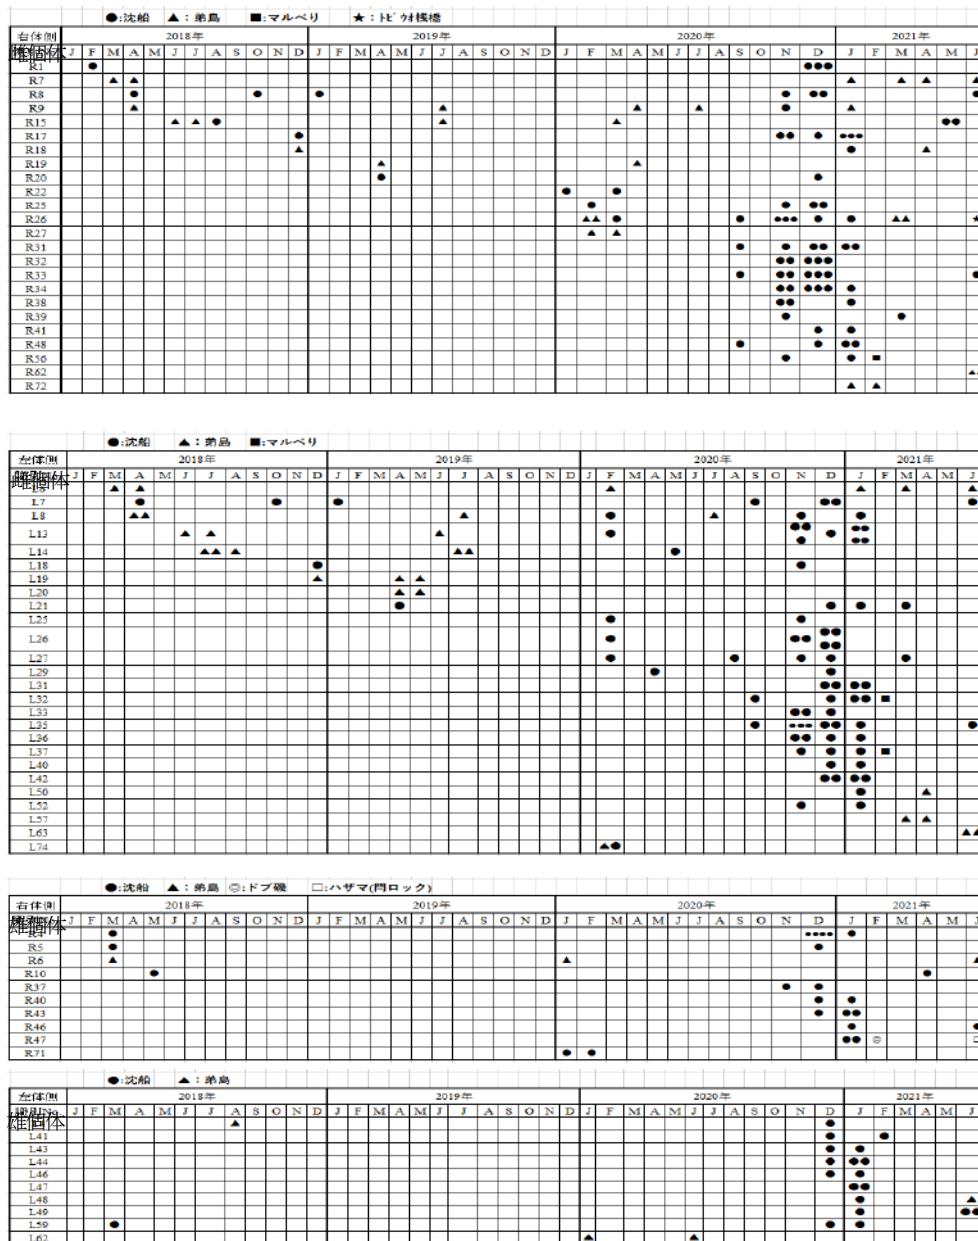 ●:沈船 ▲:弟島 ■:マルベリ ★:トビウオ桟橋
右体側 2018年 2019年 2020年 2021年
雌個体 J F M A M J J A S O N D J F M A M J J A S O N D J F M A M J J A S O N D J F M A M J
R1 ● ●●●
R7 ▲ ▲ ▲ ▲ ▲ ▲
R8 ● ● ● ● ●● ●
R9 ▲ ▲ ▲ ▲ ● ▲
R15 ▲ ▲ ● ▲ ▲ ●●
R17 ● ●● ● ●●●
R18 ▲ ● ▲
R19 ▲ ▲
R20 ● ●
R22 ● ●
R25 ● ● ●●
R26 ▲▲ ● ● ●●● ● ● ▲▲ ★
R27 ▲ ▲
R31 ● ● ●● ▲▲
R32 ●● ●●●
R33 ● ●● ●●● ●
R34 ●● ●●● ●
R38 ●● ●
R39 ● ●
R41 ● ●
R48 ● ● ●●
R56 ● ● ■
R62 ▲▲
R72 ▲ ▲
●:沈船 ▲:弟島 ■:マルベリ
左体側 2018年 2019年 2020年 2021年
雌個体 J F M A M J J A S O N D J F M A M J J A S O N D J F M A M J J A S O N D J F M A M J
▲ ▲ ▲ ▲ ▲ ▲
L7 ● ● ● ● ●● ●
L8 ▲▲ ▲ ● ▲ ● ●
L13 ▲ ▲ ▲ ● ●● ● ● ●● ●●
L14 ▲▲ ▲ ▲▲ ●
L18 ● ●
L19 ▲ ▲ ▲
L20 ▲ ▲
L21 ● ● ● ●
L25 ● ●
L26 ● ●● ●● ●●
L27 ● ● ● ● ●
L29 ● ●
L31 ●● ●●
L32 ● ● ●● ■
L33 ●● ●
L35 ● ●●● ●● ● ●
L36 ●● ● ●
L37 ● ● ● ■
L40 ● ●
L42 ●● ●●
L50 ● ▲
L52 ● ●
L57 ▲ ▲
L63 ▲▲
L74 ▲●
●:沈船 ▲:弟島 ◎:ドブ磯 □:ハザマ(閂ロック)
右体側 2018年 2019年 2020年 2021年
雄個体 J F M A M J J A S O N D J F M A M J J A S O N D J F M A M J J A S O N D J F M A M J
R4 ● ●●●● ●
R5 ● ●
R6 ▲ ▲ ▲
R10 ● ●
R37 ● ●
R40 ● ●
R43 ● ●●
R46 ● ●
R47 ●● ◎ □
R71 ● ●
●:沈船 ▲:弟島
左体側 2018年 2019年 2020年 2021年
雄個体 J F M A M J J A S O N D J F M A M J J A S O N D J F M A M J J A S O N D J F M A M J
▲ ●
L41 ● ●
L43 ● ●
L44 ● ●●
L46 ● ●
L47 ●●
L48 ● ▲
L49 ● ●●
L59 ● ● ●
L62 ▲ ▲